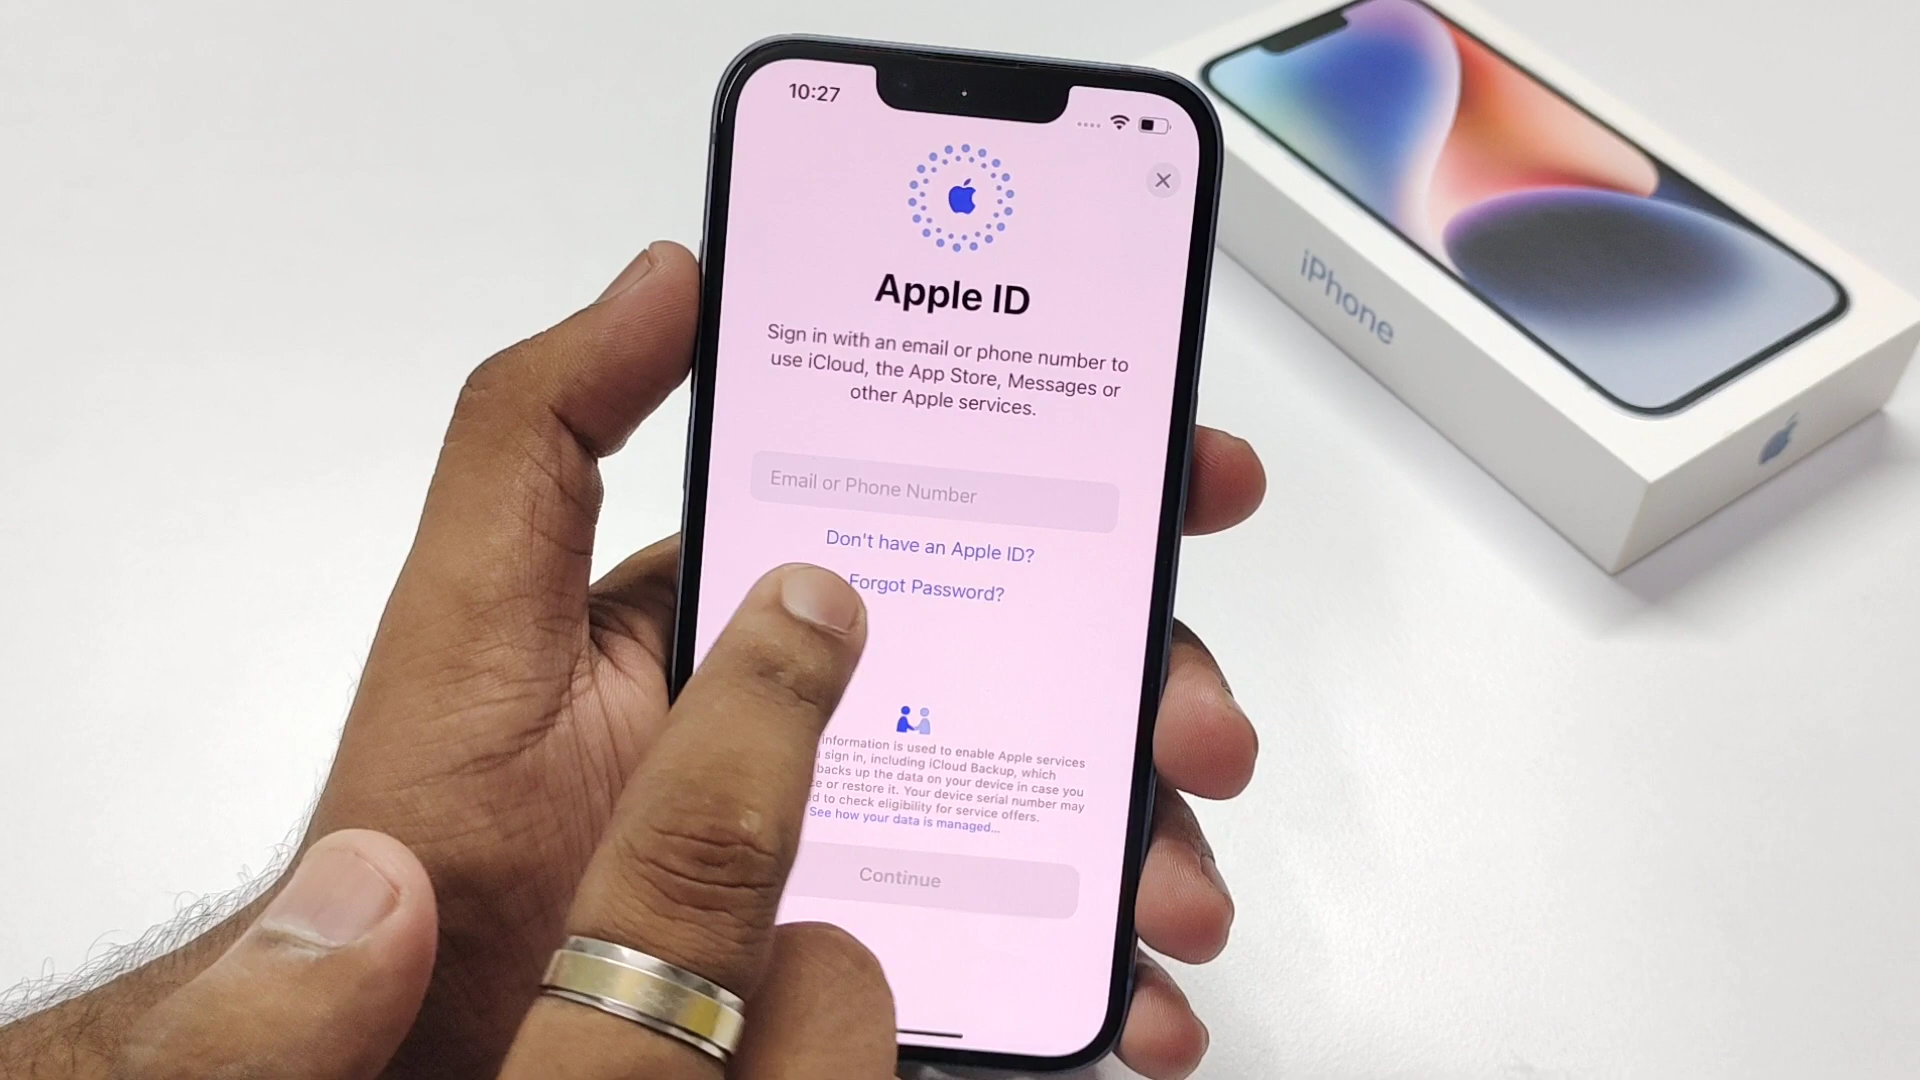 10:27
Apple ID
Sign in with an email or phone number to
use iCloud, the App Store, Messages or
other Apple services.
Email or Phone Number
Don't have an Apple ID?
Forgot Password?
information is used to enable Apple services
sign in, including iCloud Backup, which
backs up the data on your device in case you
or restore it. Your device serial number may
to check eligibility for service offers.
See how your data is managed...
Continue
iPhone